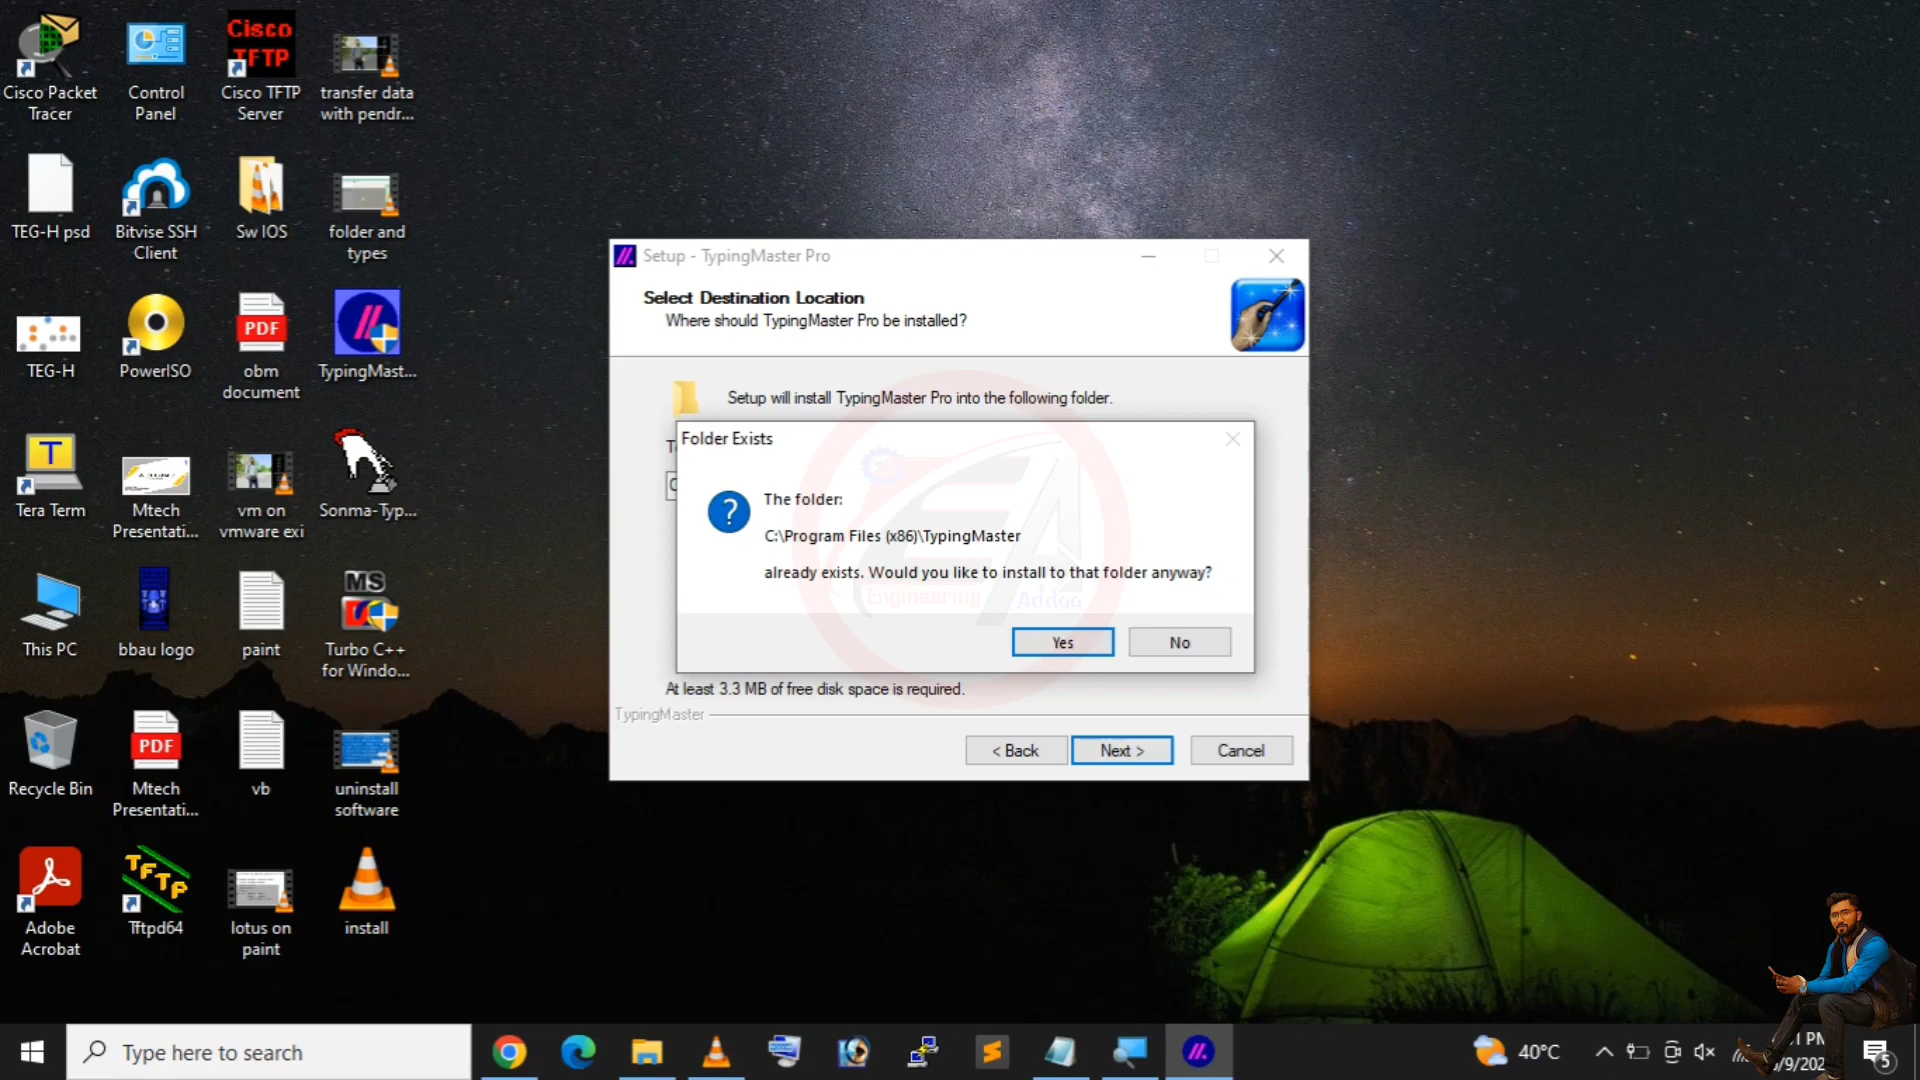 Cisco Packet
Tracer
Control
Panel
Cisco
TFTP
Cisco TFTP
Server
transfer data
with pendr...
TEG-H psd
Bitvise SSH
Client
Sw IOS
folder and
types
TEG-H
PowerISO
PDF
obm
document
TypingMast...
T
Tera Term
Mtech
Presentati...
vm on
vmware exi
Sonma-Typ...
This PC
bbau logo
paint
MS
Turbo C++
for Windo...
Recycle Bin
PDF
Mtech
Presentati...
vb
uninstall
software
Adobe
Acrobat
TFTP
Tftpd64
lotus on
paint
install
Setup - TypingMaster Pro
Select Destination Location
Where should TypingMaster Pro be installed?
Setup will install TypingMaster Pro into the following folder.
Folder Exists
The folder:
C:\Program Files (x86)\TypingMaster
already exists. Would you like to install to that folder anyway?
Engineering Addaa
Yes
No
At least 3.3 MB of free disk space is required.
TypingMaster
< Back
Next >
Cancel
Type here to search
40°C
PM
5